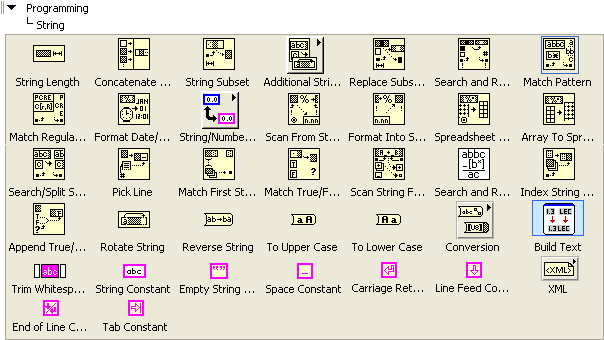 Programming
String
String Length Concatenate ... String Subset Additional Stri... Replace Subs... Search and R... Match Pattern
Match Regula... Format Date/... String/Numbe... Scan From St... Format Into S... Spreadsheet ... Array To Spr...
Search/Split S... Pick Line Match First St... Match True/F... Scan String F... Search and R... Index String ...
Append True/... Rotate String Reverse String To Upper Case To Lower Case Conversion Build Text
Trim Whitesp... String Constant Empty String ... Space Constant Carriage Ret... Line Feed Co... XML
End of Line C... Tab Constant